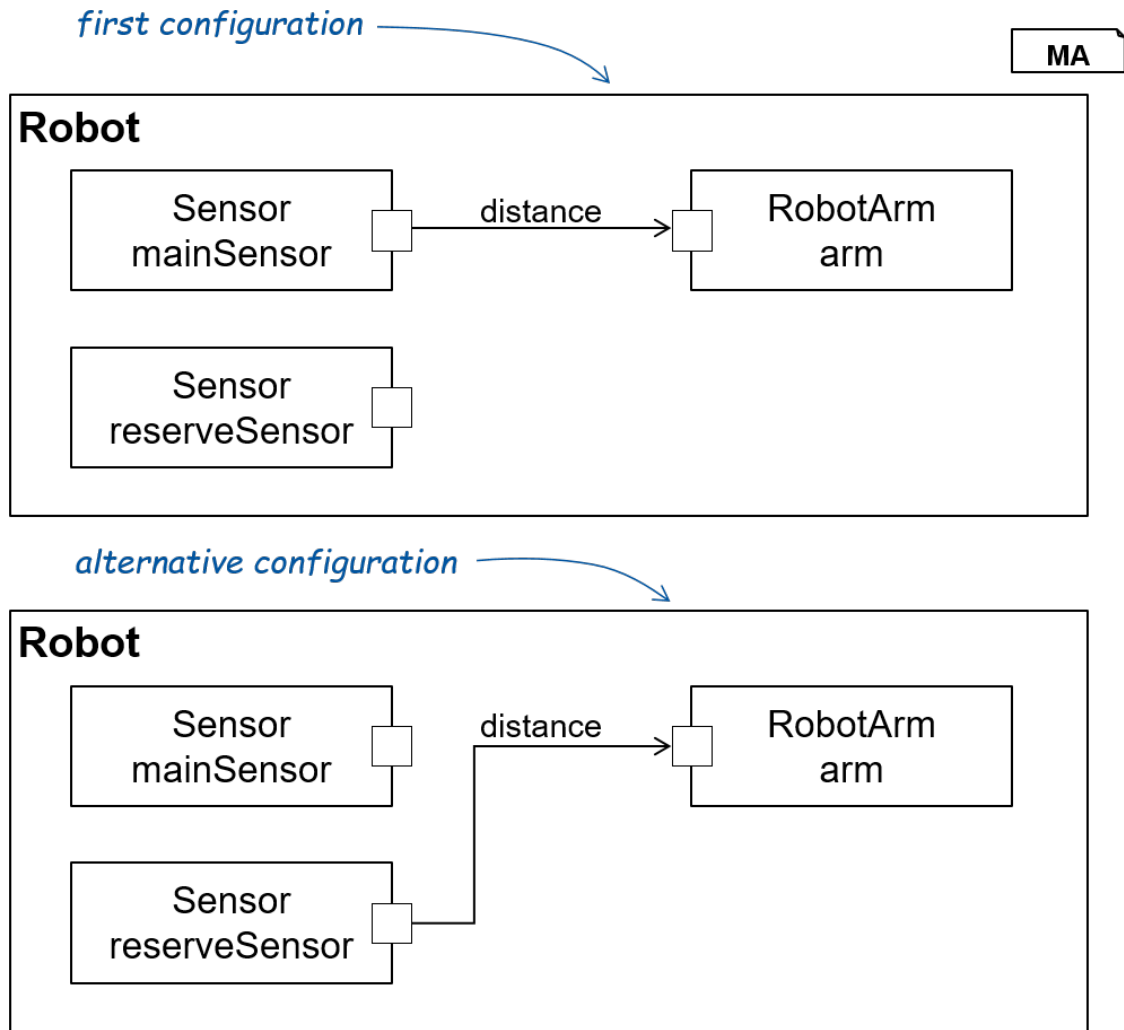 first configuration
MA
Robot
Sensor
mainSensor
distance
RobotArm
arm
Sensor
reserveSensor
alternative configuration
Robot
Sensor
mainSensor
distance
RobotArm
arm
Sensor
reserveSensor